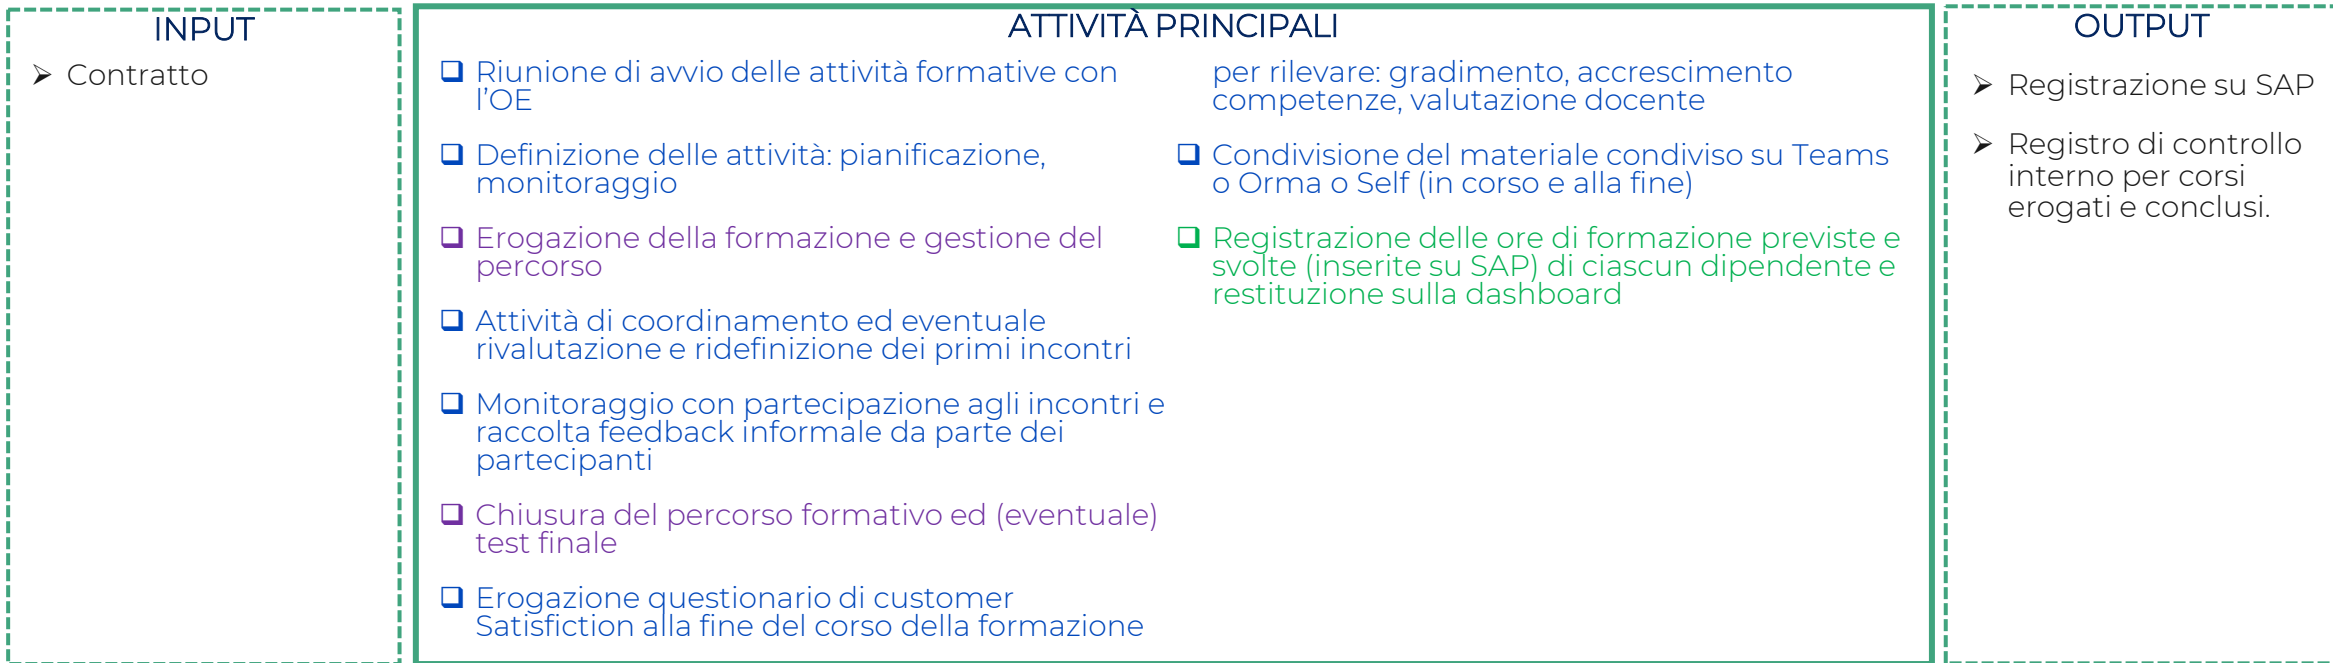 INPUT
Contratto
ATTIVITÀ PRINCIPALI
Riunione di avvio delle attività formative con
l’OE
Definizione delle attività: pianificazione,
monitoraggio
Erogazione della formazione e gestione del
percorso
Attività di coordinamento ed eventuale
rivalutazione e ridefinizione dei primi incontri
Monitoraggio con partecipazione agli incontri e
raccolta feedback informale da parte dei
partecipanti
Chiusura del percorso formativo ed (eventuale)
test finale
Erogazione questionario di customer
Satisfiction alla fine del corso della formazione
per rilevare: gradimento, accrescimento
competenze, valutazione docente
Condivisione del materiale condiviso su Teams
o Orma o Self (in corso e alla fine)
Registrazione delle ore di formazione previste e
svolte (inserite su SAP) di ciascun dipendente e
restituzione sulla dashboard
OUTPUT
Registrazione su SAP
Registro di controllo
interno per corsi
erogati e conclusi.